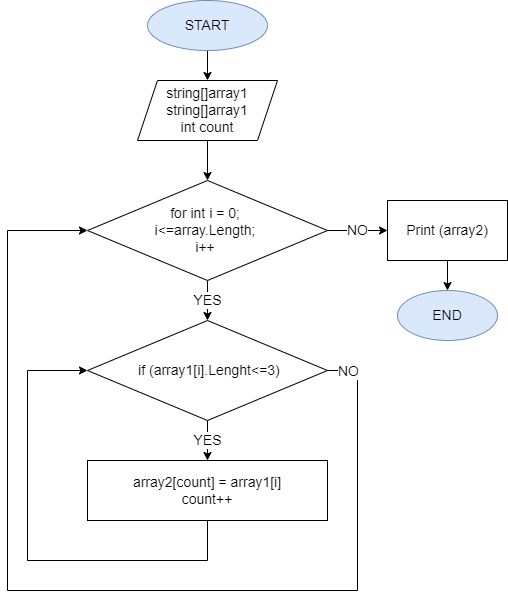 START
string[]array1
string[]array1
int count
for int i = 0;
i<=array.Length;
i++
NO
Print (array2)
END
YES
if (array1[i].Lenght<=3)
NO
YES
array2[count] = array1[i]
count++